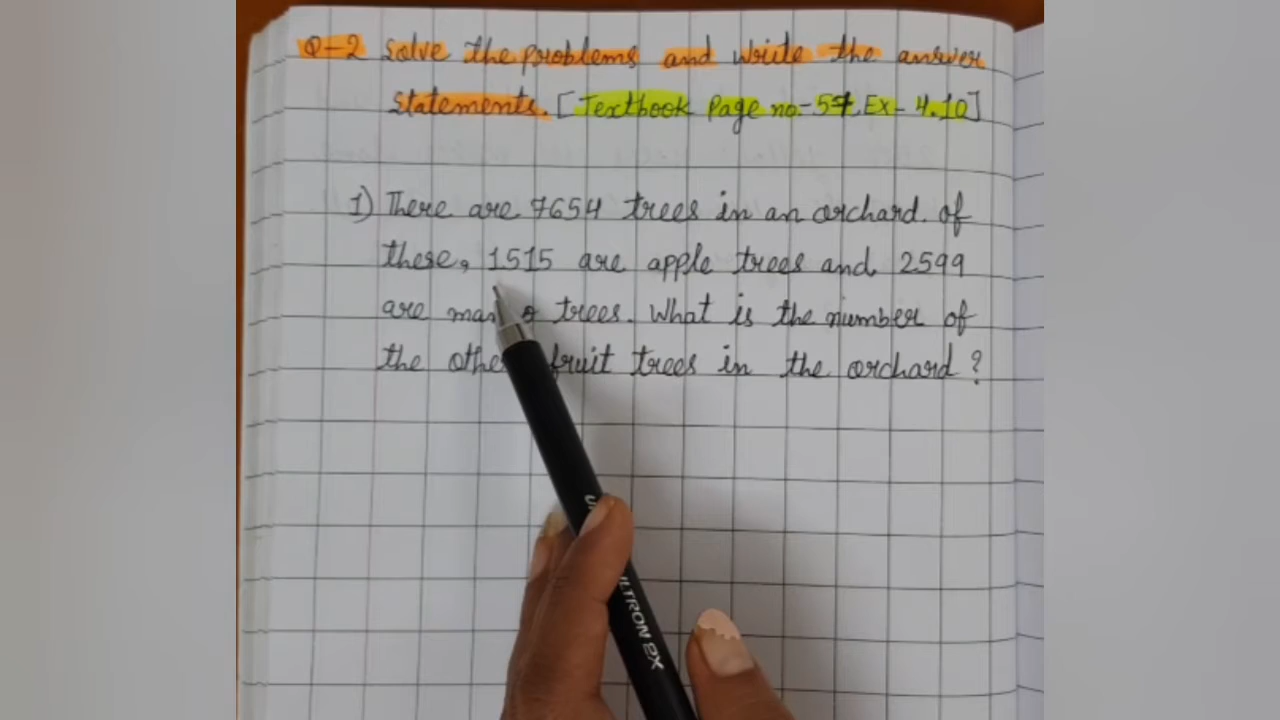 Q-2 Solve the problems and write the answer
statements. [Textbook Page no-57, Ex- 4.10]
1) There are 7654 trees in an orchard. of
these, 1515 are apple trees and 2599
are trees. What is the number of
the fruit trees in the orchard ?
ULTRON 2X